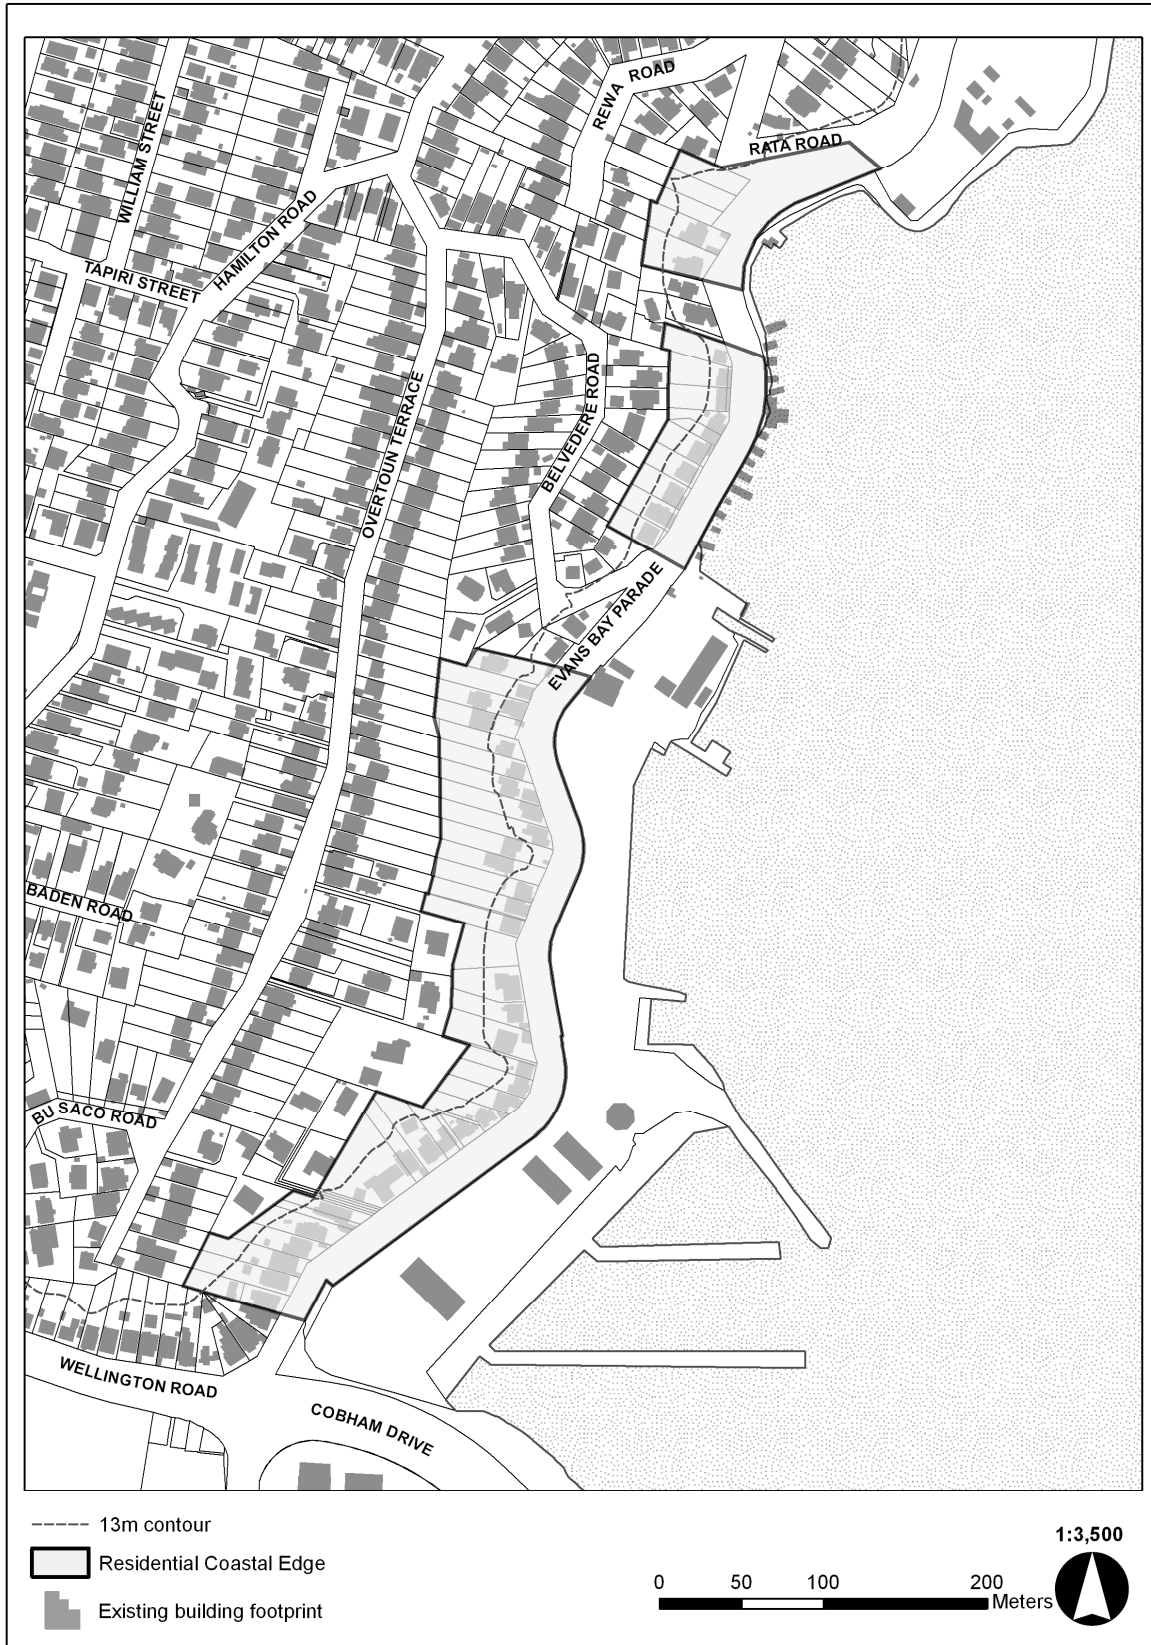 REWA ROAD
WILLIAM STREET
RATA ROAD
HAMILTON ROAD
TAPIRI STREET
BELVEDERE ROAD
OVERTOUN TERRACE
EVANS BAY PARADE
BADEN ROAD
BU SACO ROAD
WELLINGTON ROAD
COBHAM DRIVE
13m contour
Residential Coastal Edge
Existing building footprint
1:3,500
0 50 100 200
Meters